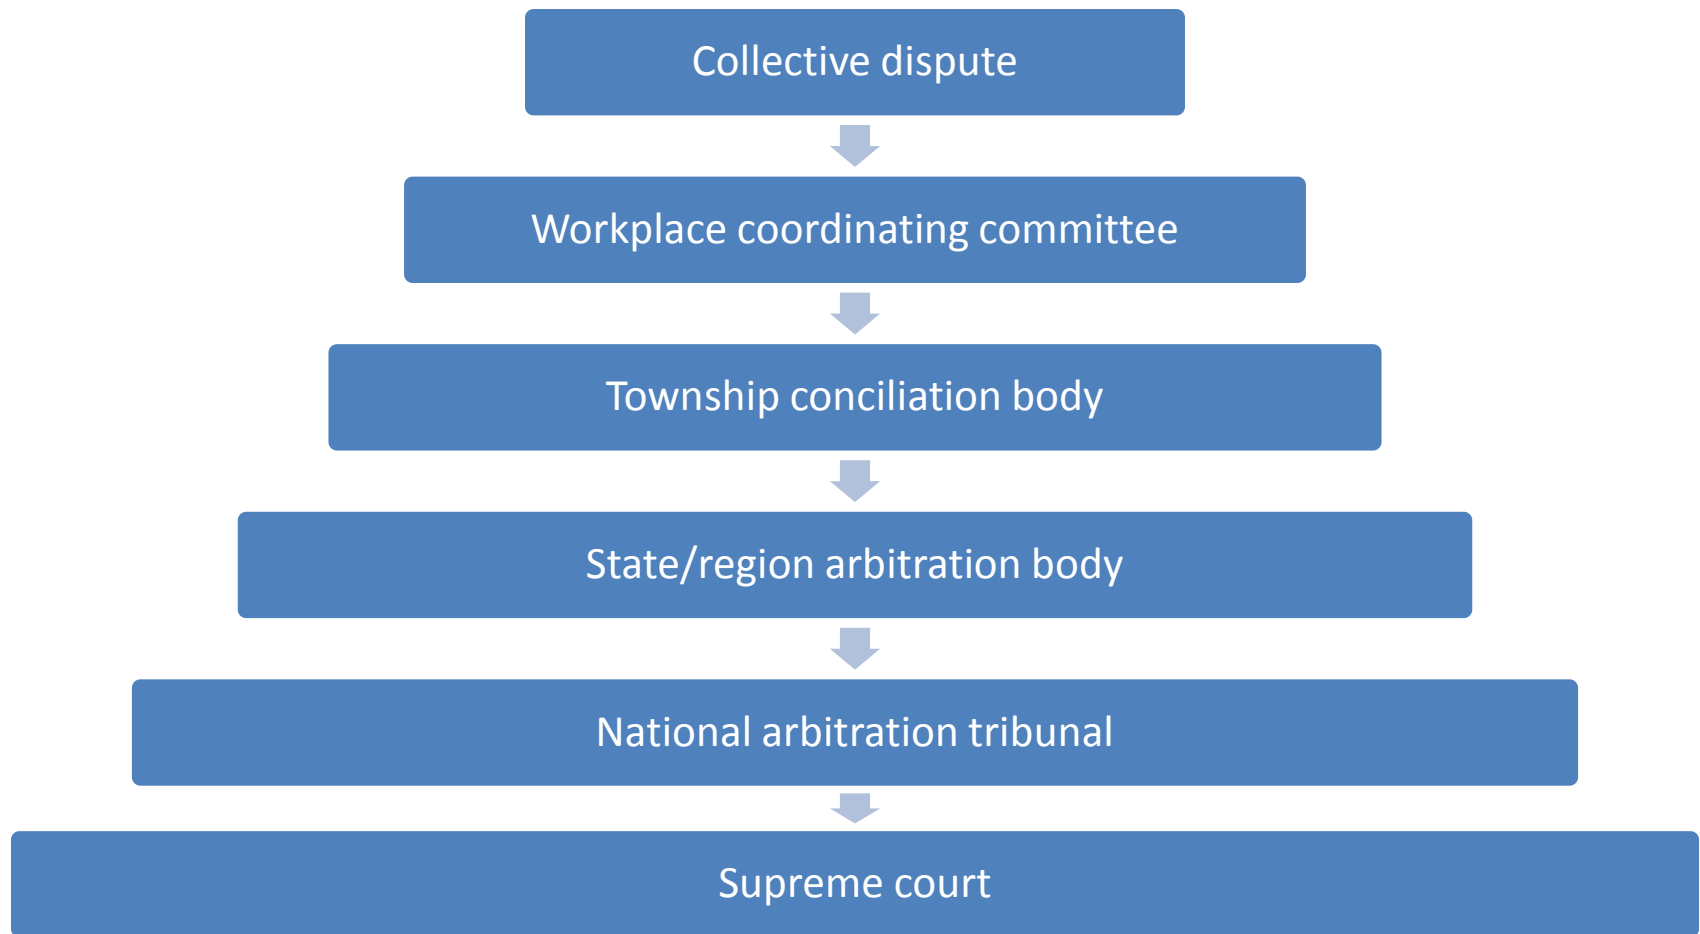 Collective dispute
Workplace coordinating committee
Township conciliation body
State/region arbitration body
National arbitration tribunal
Supreme court